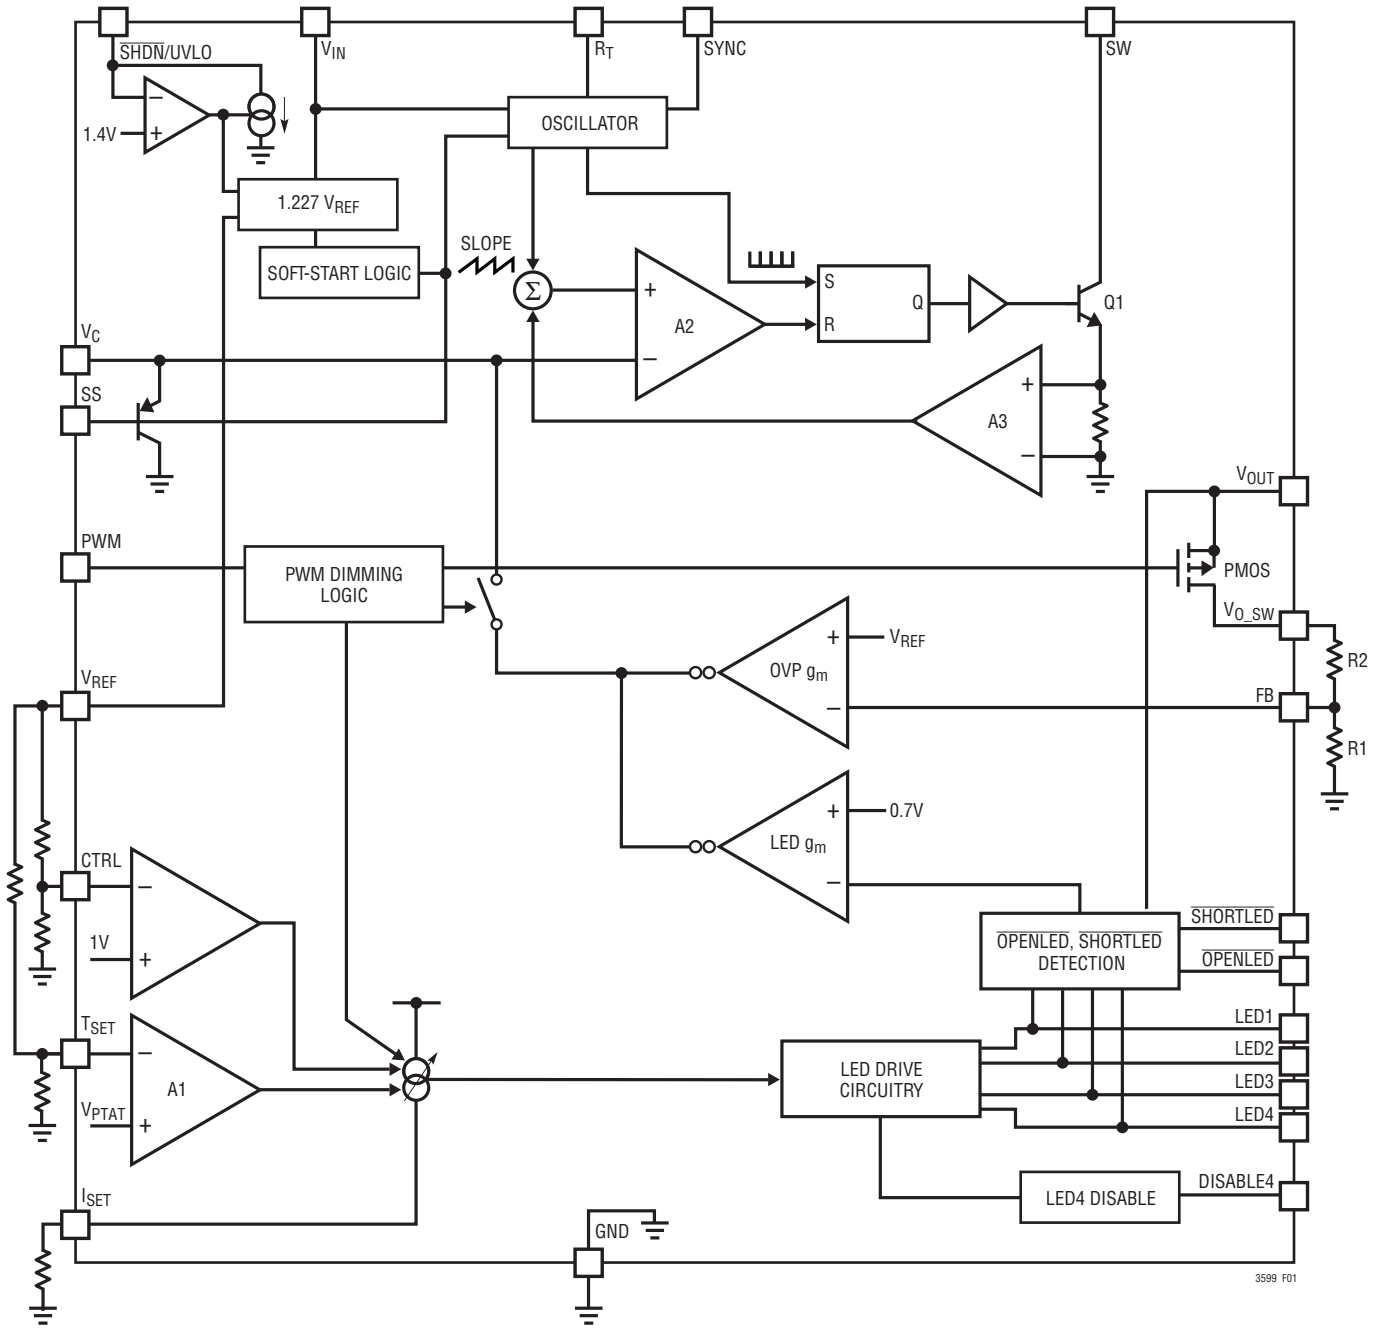 SHDN/UVLO
VIN
RT
SYNC
SW
1.4V
−
+
OSCILLATOR
1.227 VREF
SOFT-START LOGIC
SLOPE
Σ
+
A2
−
S
R
Q
Q1
VC
SS
+
A3
−
VOUT
PWM
PWM DIMMING
LOGIC
PMOS
VO_SW
R2
+
VREF
OVP gm
−
FB
R1
VREF
+
0.7V
LED gm
−
CTRL
−
1V
+
OPENLED, SHORTLED
DETECTION
SHORTLED
OPENLED
TSET
−
A1
VPTAT
+
LED DRIVE
CIRCUITRY
LED1
LED2
LED3
LED4
ISET
LED4 DISABLE
DISABLE4
GND
3599 F01